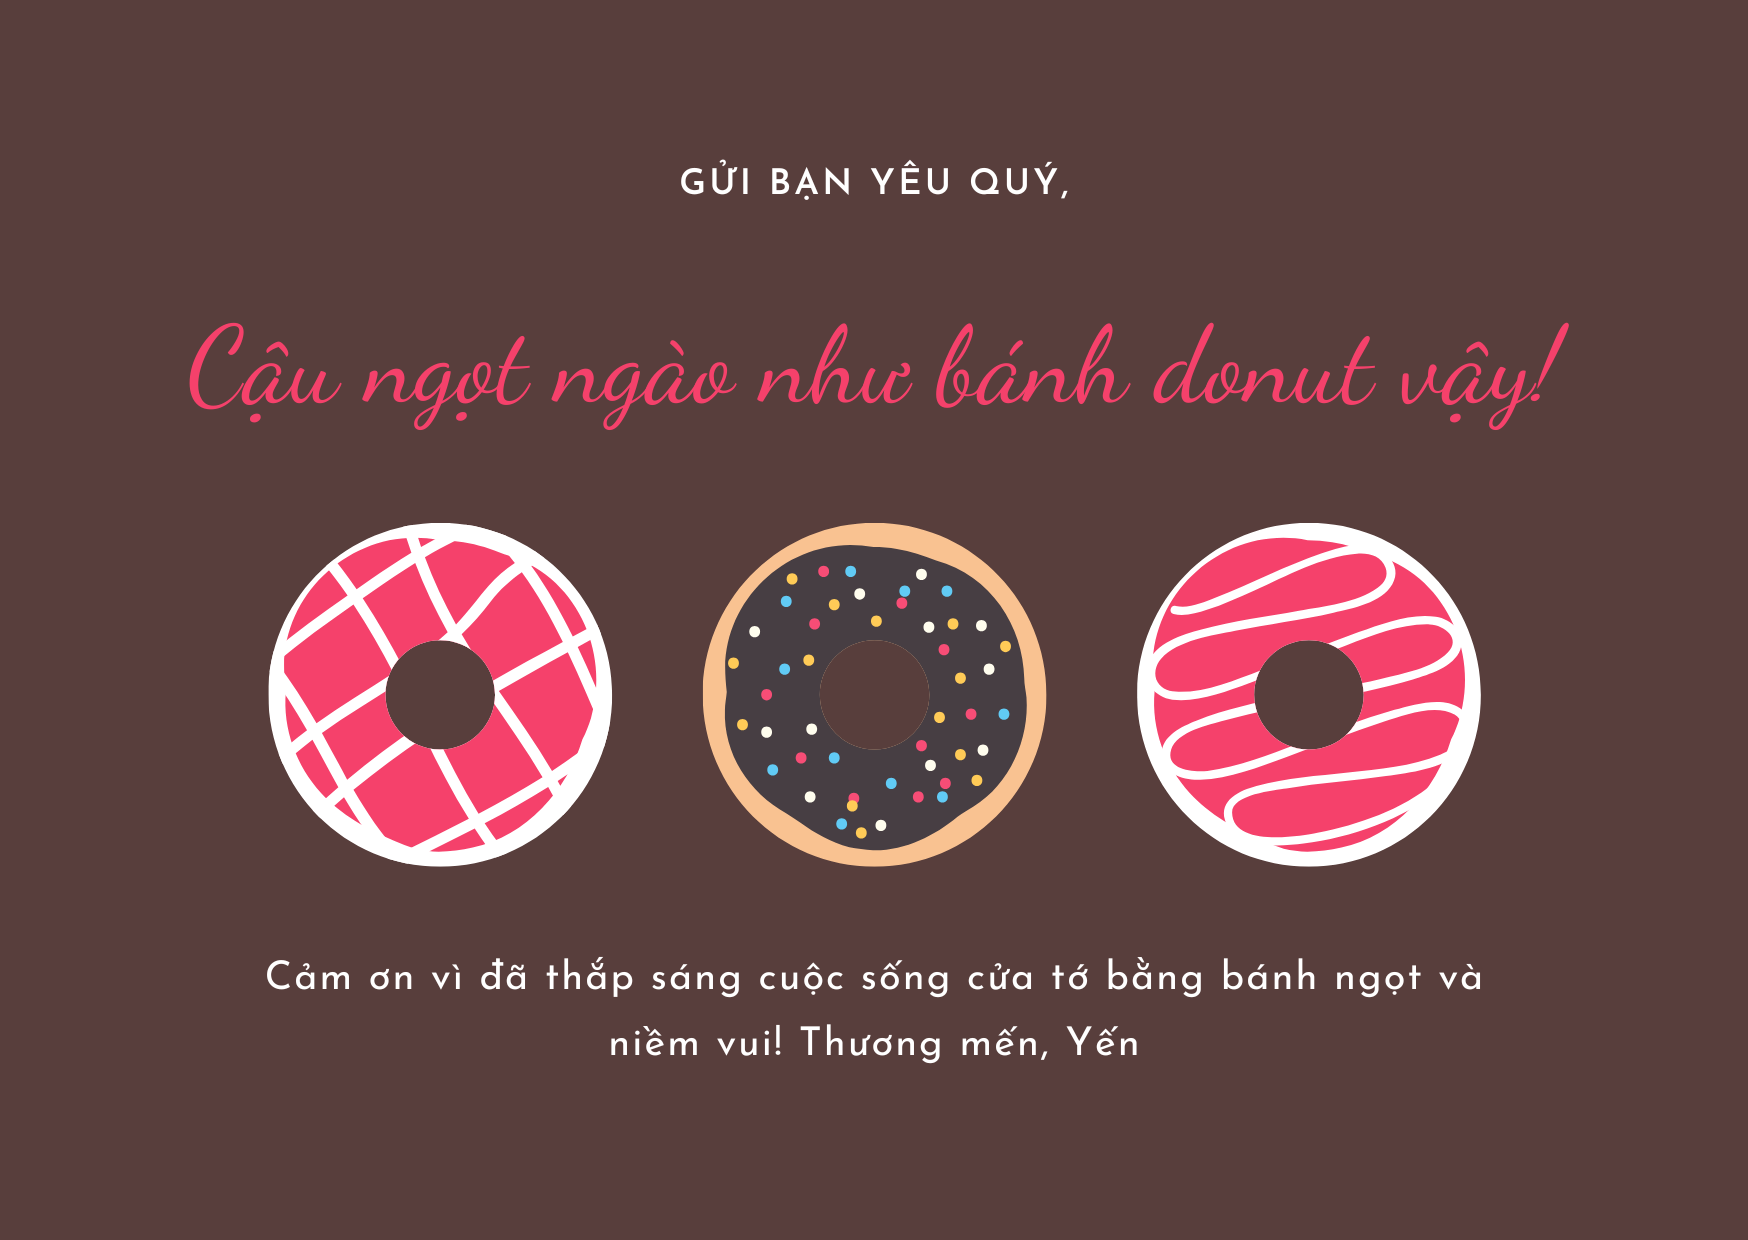 GỬI BẠN YÊU QUÝ,
Cậu ngọt ngào như bánh donut vậy!
Cảm ơn vì đã thắp sáng cuộc sống cửa tớ bằng bánh ngọt và
niềm vui! Thương mến, Yến